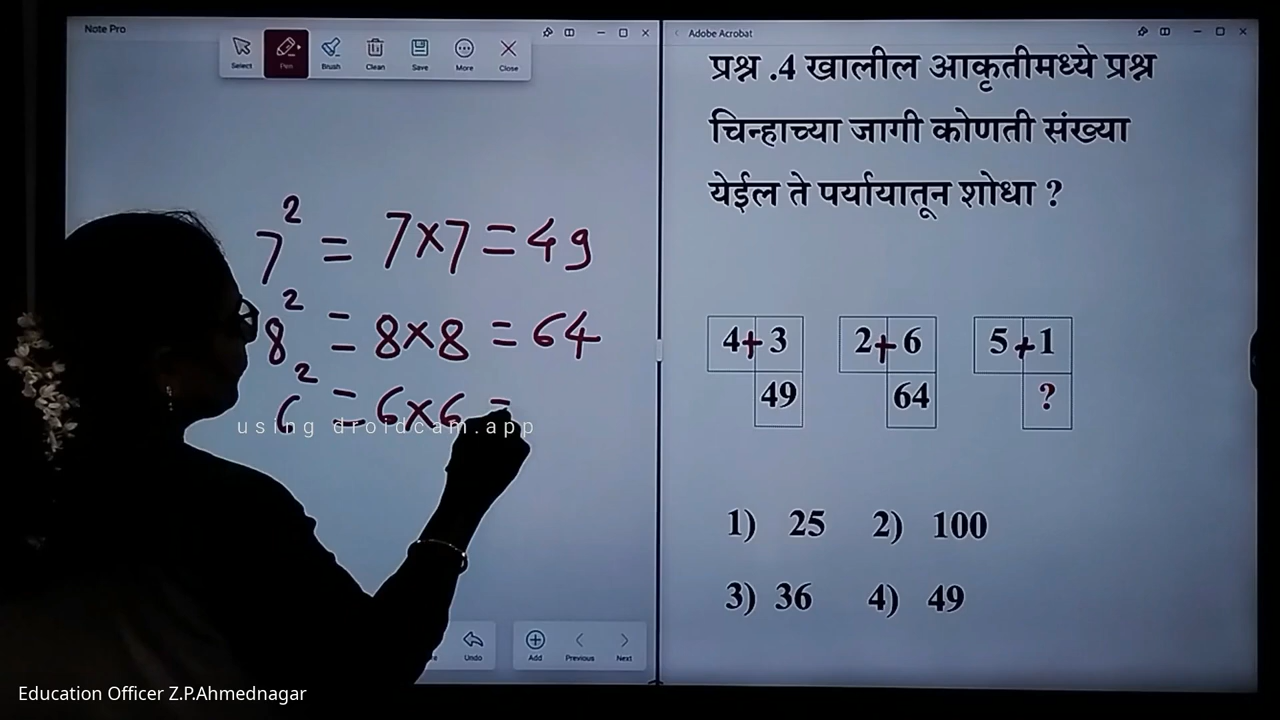 Note Pro
Select Pen Brush Clean Save More Close
7² = 7×7 = 49
8² = 8×8 = 64
6² = 6×6 =
using droidcam.app
Undo Add Previous Next
Adobe Acrobat
प्रश्न .4 खालील आकृतीमध्ये प्रश्न
चिन्हाच्या जागी कोणती संख्या
येईल ते पर्यायातून शोधा ?
4+3 2+6 5+1
49 64 ?
1) 25 2) 100
3) 36 4) 49
Education Officer Z.P.Ahmednagar